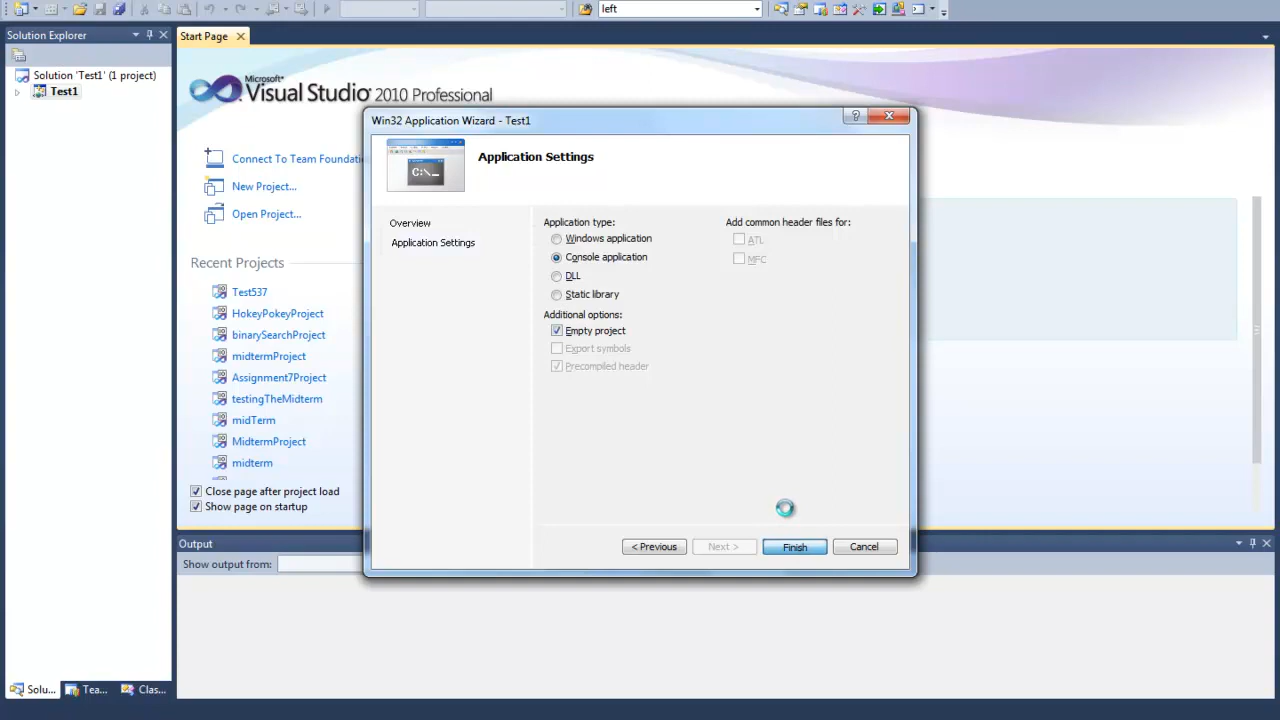 left
Solution Explorer
Solution 'Test1' (1 project)
Test1
Start Page
Microsoft®
Visual Studio 2010 Professional
Connect To Team Founda
New Project...
Open Project...
Recent Projects
Test537
HokeyPokeyProject
binarySearchProject
midtermProject
Assignment7Project
testingTheMidterm
midTerm
MidtermProject
midterm
Close page after project load
Show page on startup
Win32 Application Wizard - Test1
?
C:\_
Application Settings
Overview
Application Settings
Application type:
Windows application
Console application
DLL
Static library
Additional options:
Empty project
Export symbols
Precompiled header
Add common header files for:
ATL
MFC
< Previous
Next >
Finish
Cancel
Output
Show output from:
Solu...
Tea...
Clas...